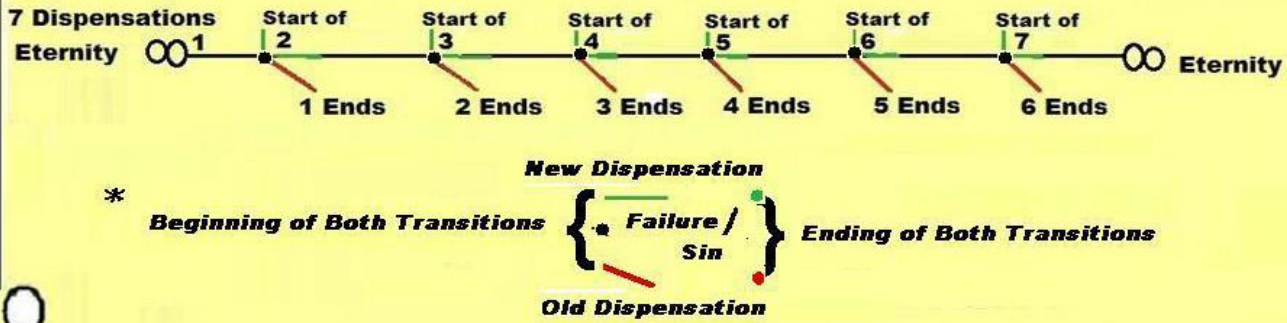 7 Dispensations Start of Start of Start of Start of Start of Start of
Eternity 1 2 3 4 5 6 7 Eternity
1 Ends 2 Ends 3 Ends 4 Ends 5 Ends 6 Ends
New Dispensation
* Beginning of Both Transitions { Failure / } Ending of Both Transitions
Sin
Old Dispensation